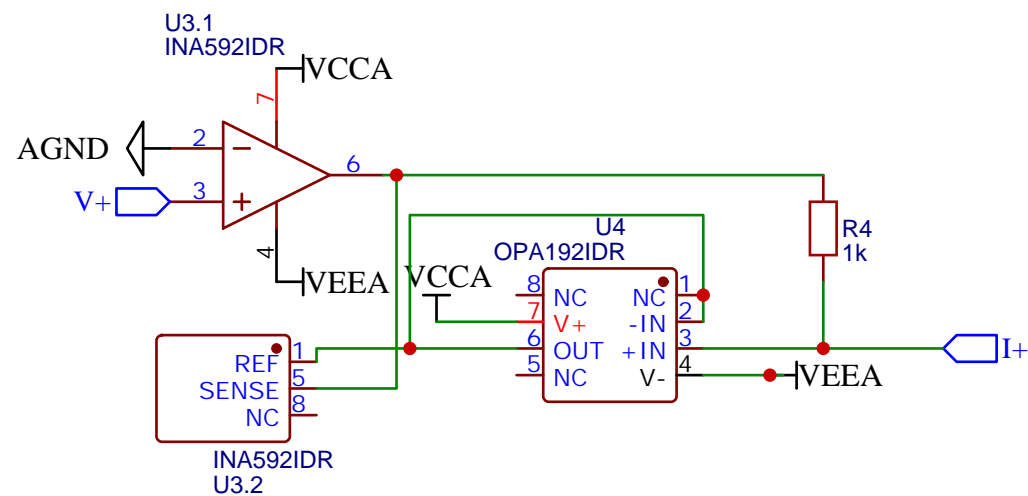 U3.1
INA592IDR
7
VCCA
AGND
2
6
V+
3
4
VEEA
R4
1k
U4
OPA192IDR
VCCA
8
NC
NC
1
7
V+
-IN
2
6
OUT
+IN
3
5
NC
V-
4
I+
VEEA
REF
1
SENSE
5
NC
8
INA592IDR
U3.2